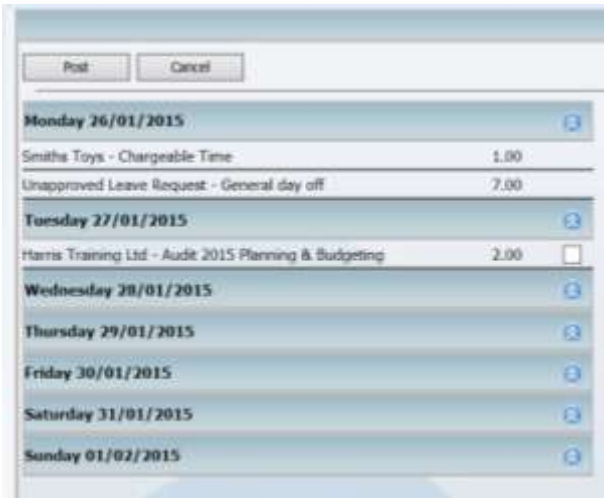 Post Cancel
Monday 26/01/2015
Smiths Toys - Chargeable Time 1.00
Unapproved Leave Request - General day off 7.00
Tuesday 27/01/2015
Harris Training Ltd - Audit 2015 Planning & Budgeting 2.00
Wednesday 28/01/2015
Thursday 29/01/2015
Friday 30/01/2015
Saturday 31/01/2015
Sunday 01/02/2015